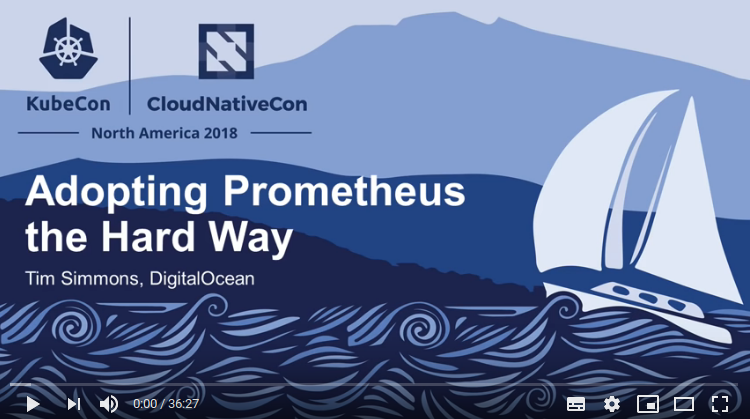 KubeCon
CloudNativeCon
North America 2018
Adopting Prometheus
the Hard Way
Tim Simmons, DigitalOcean
0:00 / 36:27